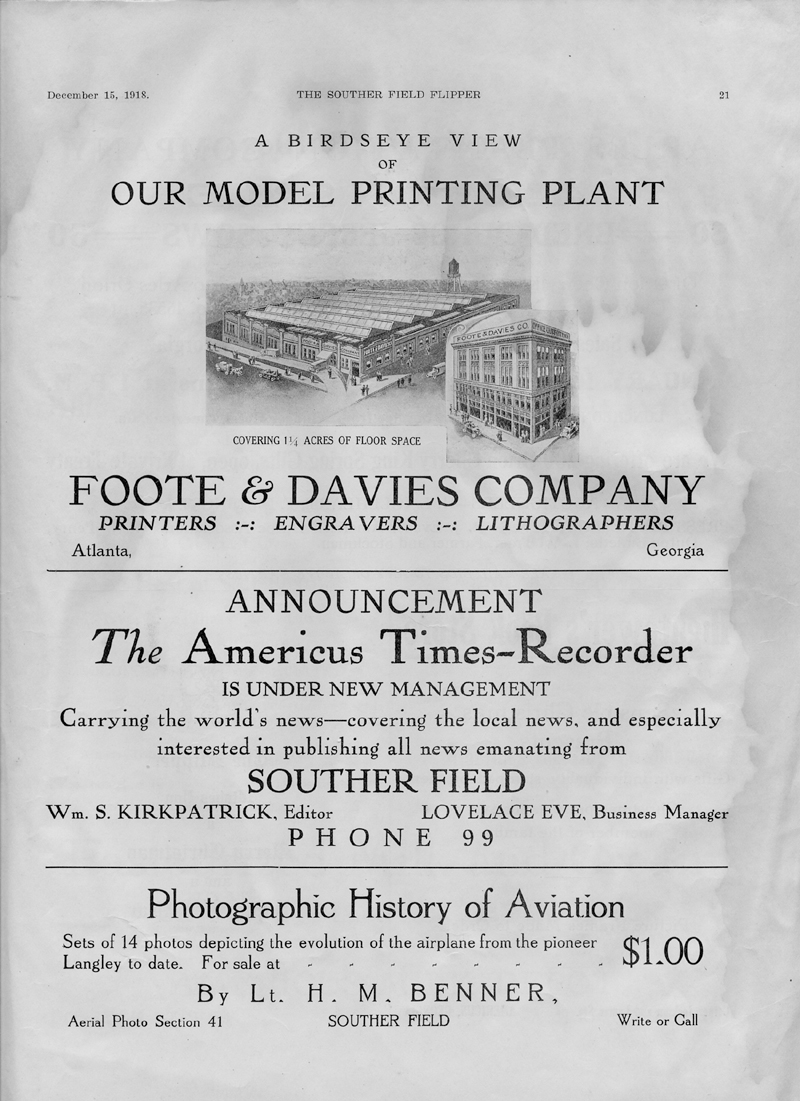 December 15, 1918. THE SOUTHER FIELD FLIPPER 21
A BIRDSEYE VIEW
OF
OUR MODEL PRINTING PLANT
FOOTE & DAVIES CO.
COVERING 1¼ ACRES OF FLOOR SPACE
FOOTE & DAVIES COMPANY
PRINTERS :-: ENGRAVERS :-: LITHOGRAPHERS
Atlanta, Georgia
ANNOUNCEMENT
The Americus Times-Recorder
IS UNDER NEW MANAGEMENT
Carrying the world's news—covering the local news, and especially
interested in publishing all news emanating from
SOUTHER FIELD
Wm. S. KIRKPATRICK, Editor LOVELACE EVE, Business Manager
PHONE 99
Photographic History of Aviation
Sets of 14 photos depicting the evolution of the airplane from the pioneer
Langley to date. For sale at - - - - - - - - $1.00
By Lt. H. M. BENNER,
Aerial Photo Section 41 SOUTHER FIELD Write or Call